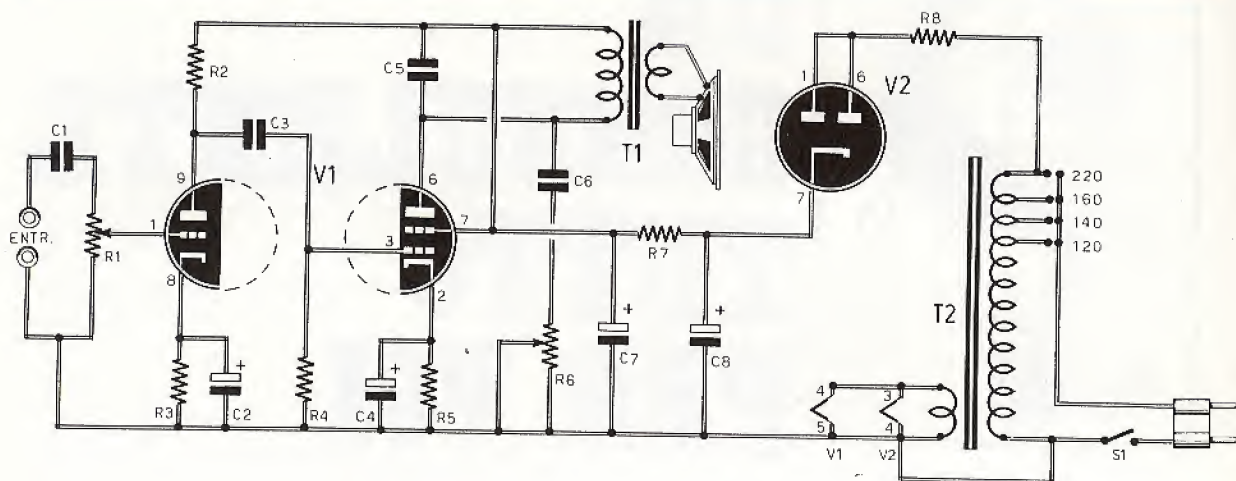 R8
1
6
V2
R2
C5
C3
C1
V1
T1
220
160
140
120
9
6
C6
7
1
3
7
ENTR.
R1
8
2
R7
T2
+
+
C7
C8
R6
+
+
R3
C2
R4
C4
R5
4
3
5
4
V1
V2
S1